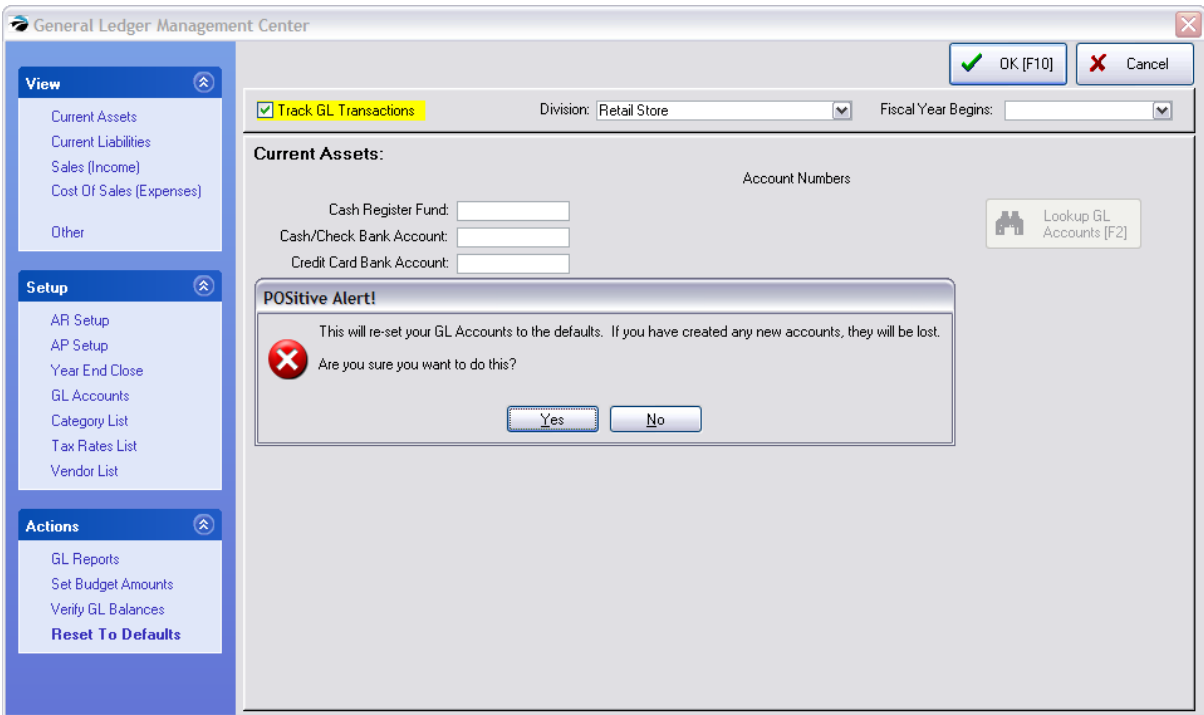 General Ledger Management Center
OK [F10]
Cancel
View
Current Assets
Current Liabilities
Sales (Income)
Cost Of Sales (Expenses)
Other
Setup
AR Setup
AP Setup
Year End Close
GL Accounts
Category List
Tax Rates List
Vendor List
Actions
GL Reports
Set Budget Amounts
Verify GL Balances
Reset To Defaults
Track GL Transactions
Division: Retail Store
Fiscal Year Begins:
Current Assets:
Account Numbers
Cash Register Fund:
Cash/Check Bank Account:
Credit Card Bank Account:
Lookup GL
Accounts [F2]
POSitive Alert!
This will re-set your GL Accounts to the defaults. If you have created any new accounts, they will be lost.
Are you sure you want to do this?
Yes
No